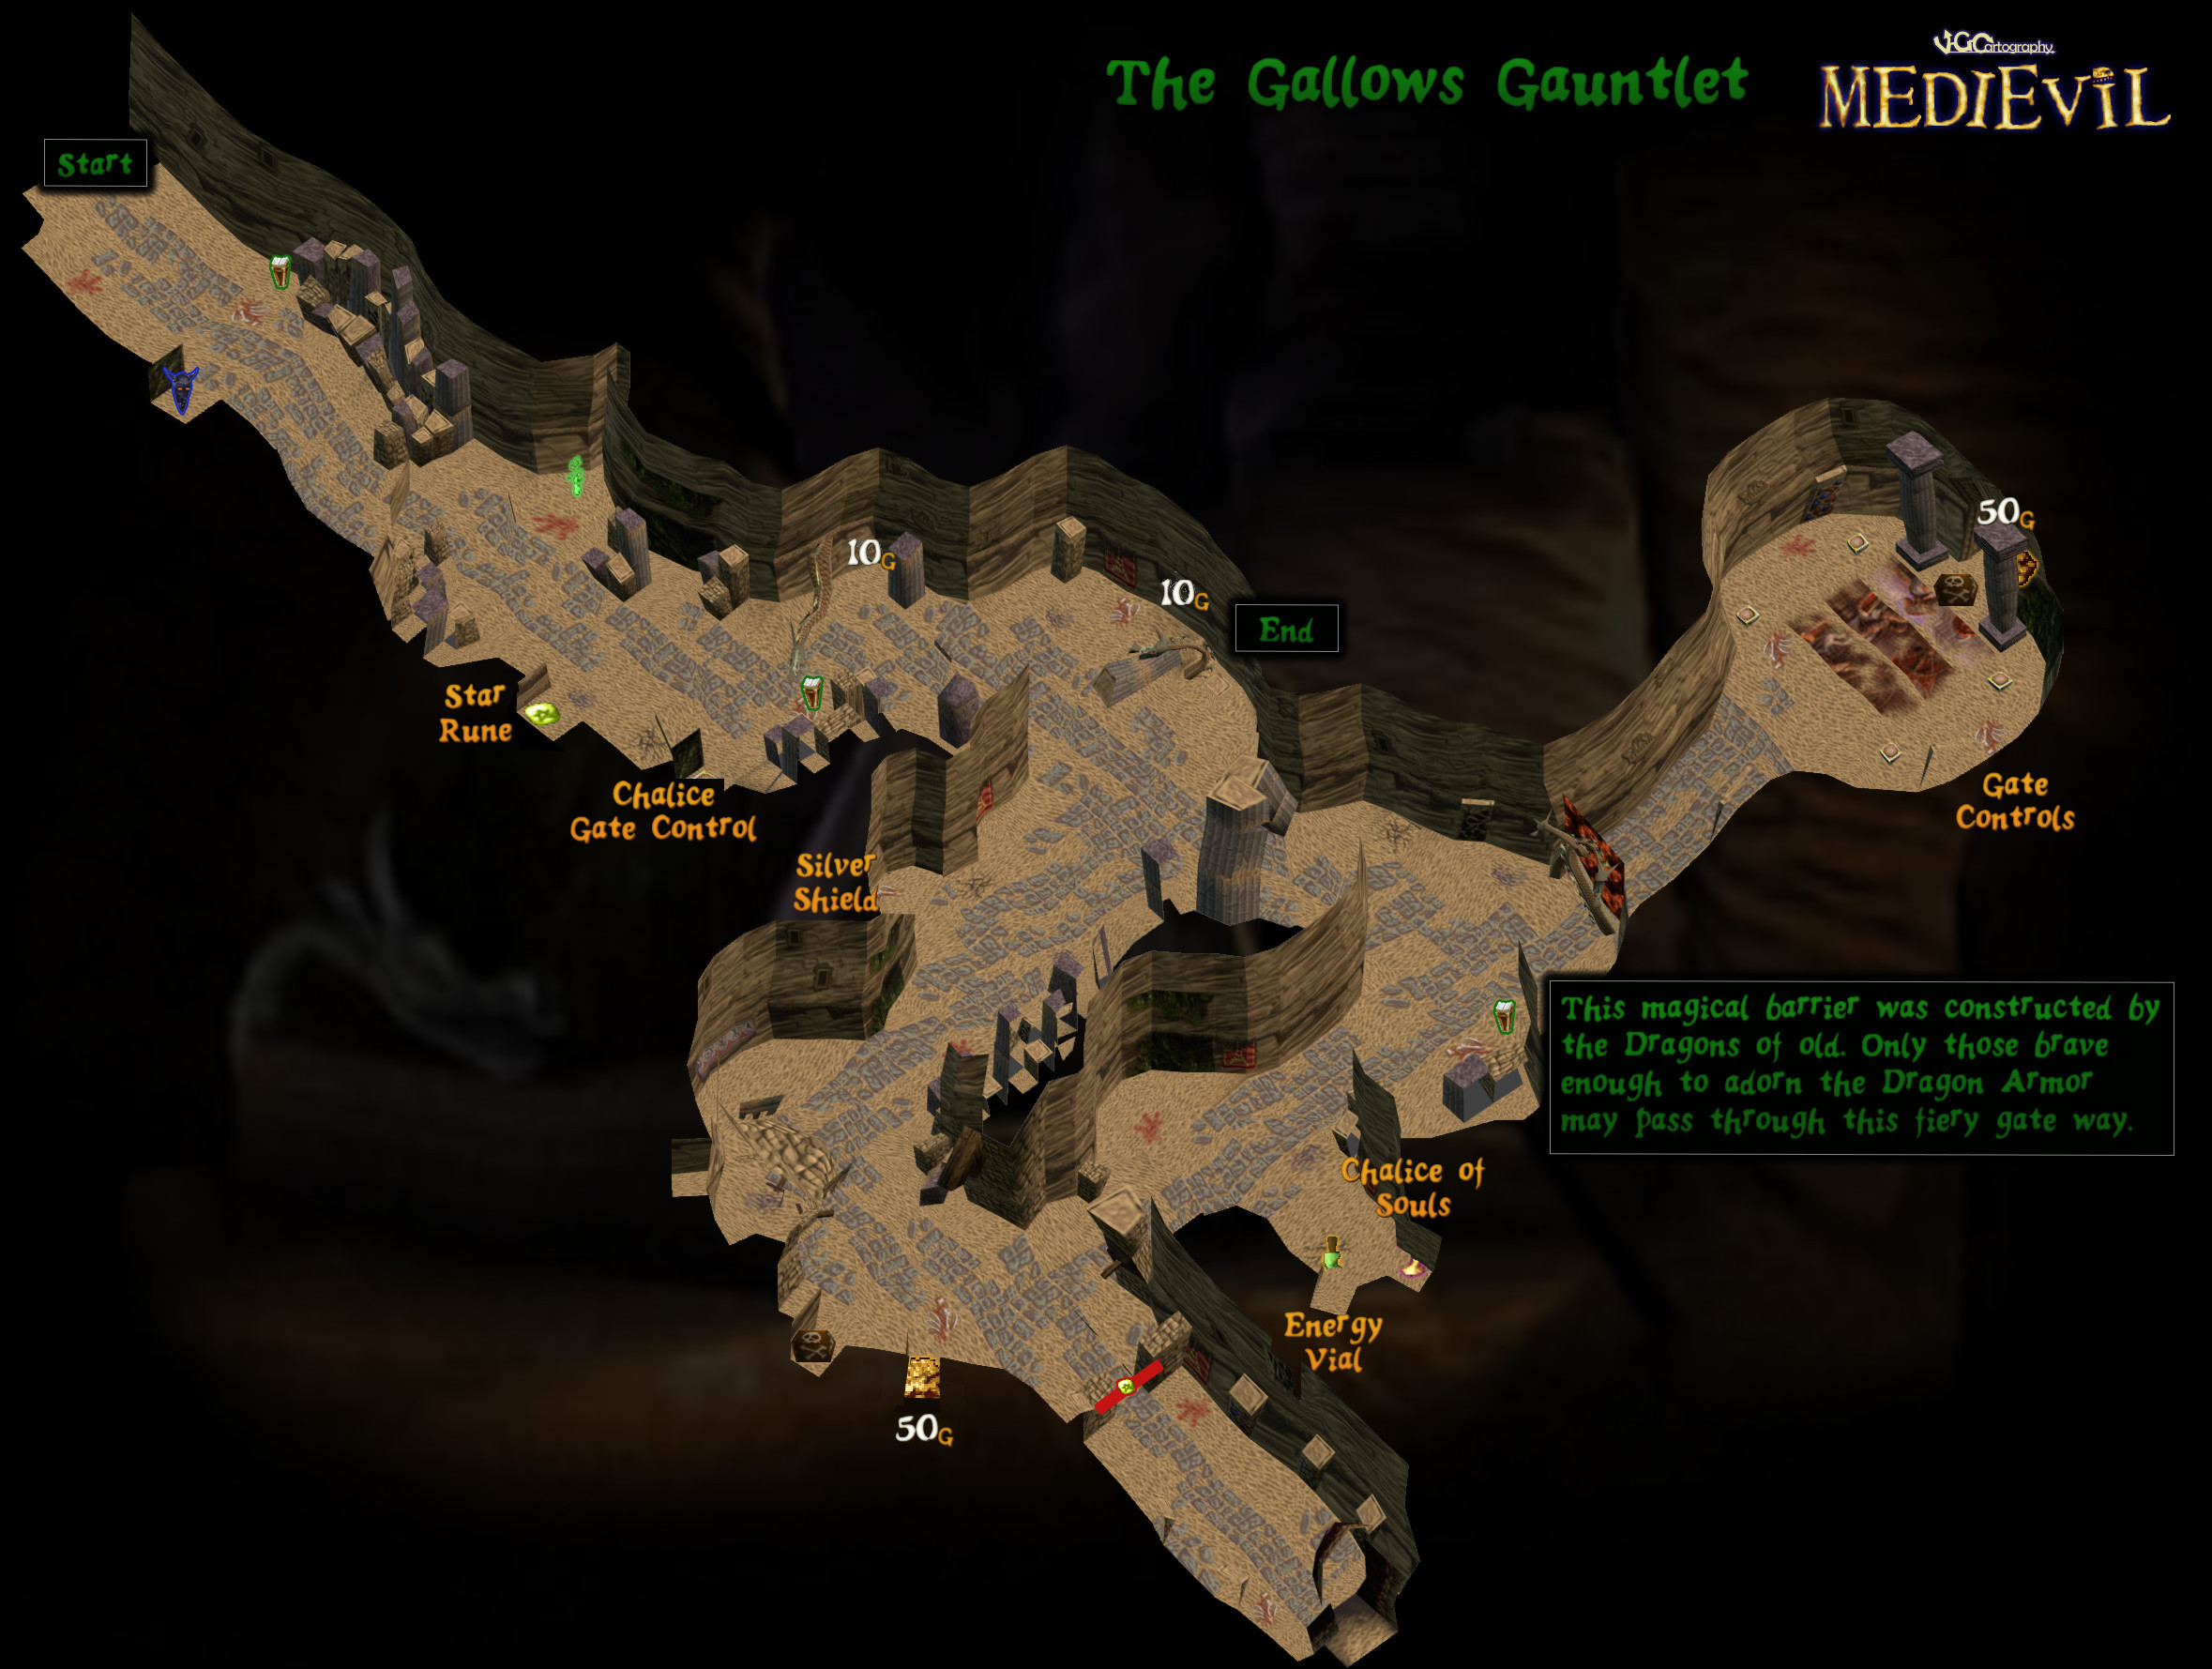 The Gallows Gauntlet
VGCartography
MEDIEVIL
Start
50G
10G
10G
End
Star
Rune
Chalice
Gate Control
Gate
Controls
Silver
Shield
This magical barrier was constructed by
the Dragons of old. Only those brave
enough to adorn the Dragon Armor
may pass through this fiery gate way.
Chalice of
Souls
Energy
Vial
50G